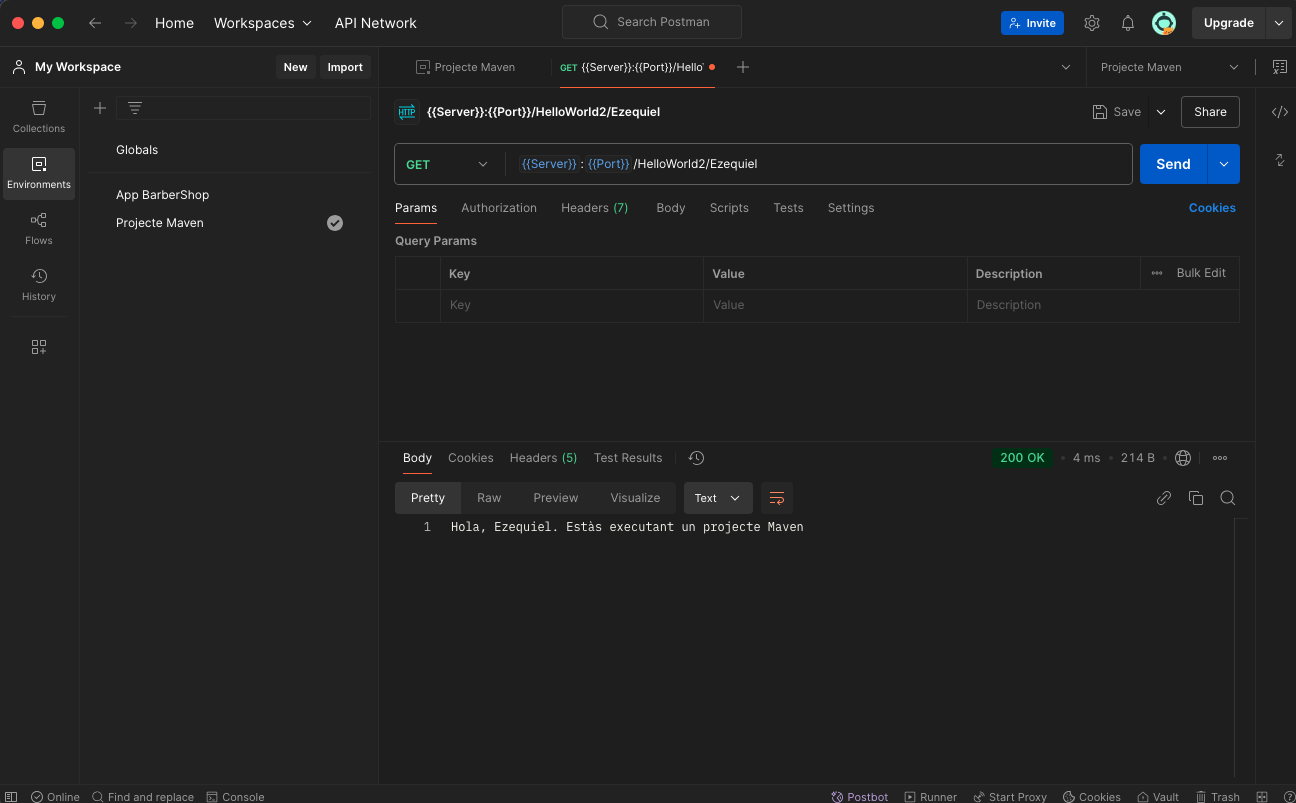 Home Workspaces API Network Search Postman Invite Upgrade
My Workspace New Import Projecte Maven GET {{Server}}:{{Port}}/Hello Projecte Maven
Collections
Environments
Flows
History
Globals
App BarberShop
Projecte Maven
HTTP {{Server}}:{{Port}}/HelloWorld2/Ezequiel Save Share
GET {{Server}} : {{Port}} /HelloWorld2/Ezequiel Send
Params Authorization Headers (7) Body Scripts Tests Settings Cookies
Query Params
Key Value Description Bulk Edit
Key Value Description
Body Cookies Headers (5) Test Results 200 OK 4 ms 214 B
Pretty Raw Preview Visualize Text
1 Hola, Ezequiel. Estàs executant un projecte Maven
Online Find and replace Console Postbot Runner Start Proxy Cookies Vault Trash